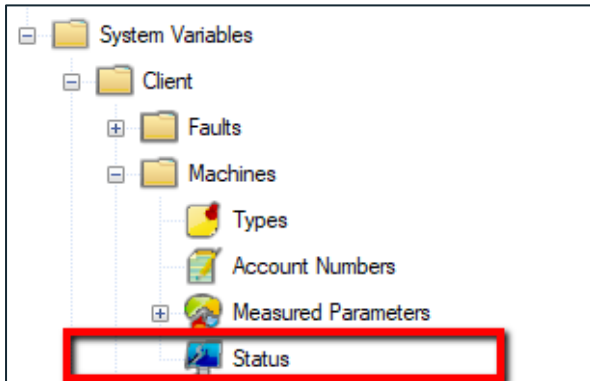 System Variables
Client
Faults
Machines
Types
Account Numbers
Measured Parameters
Status